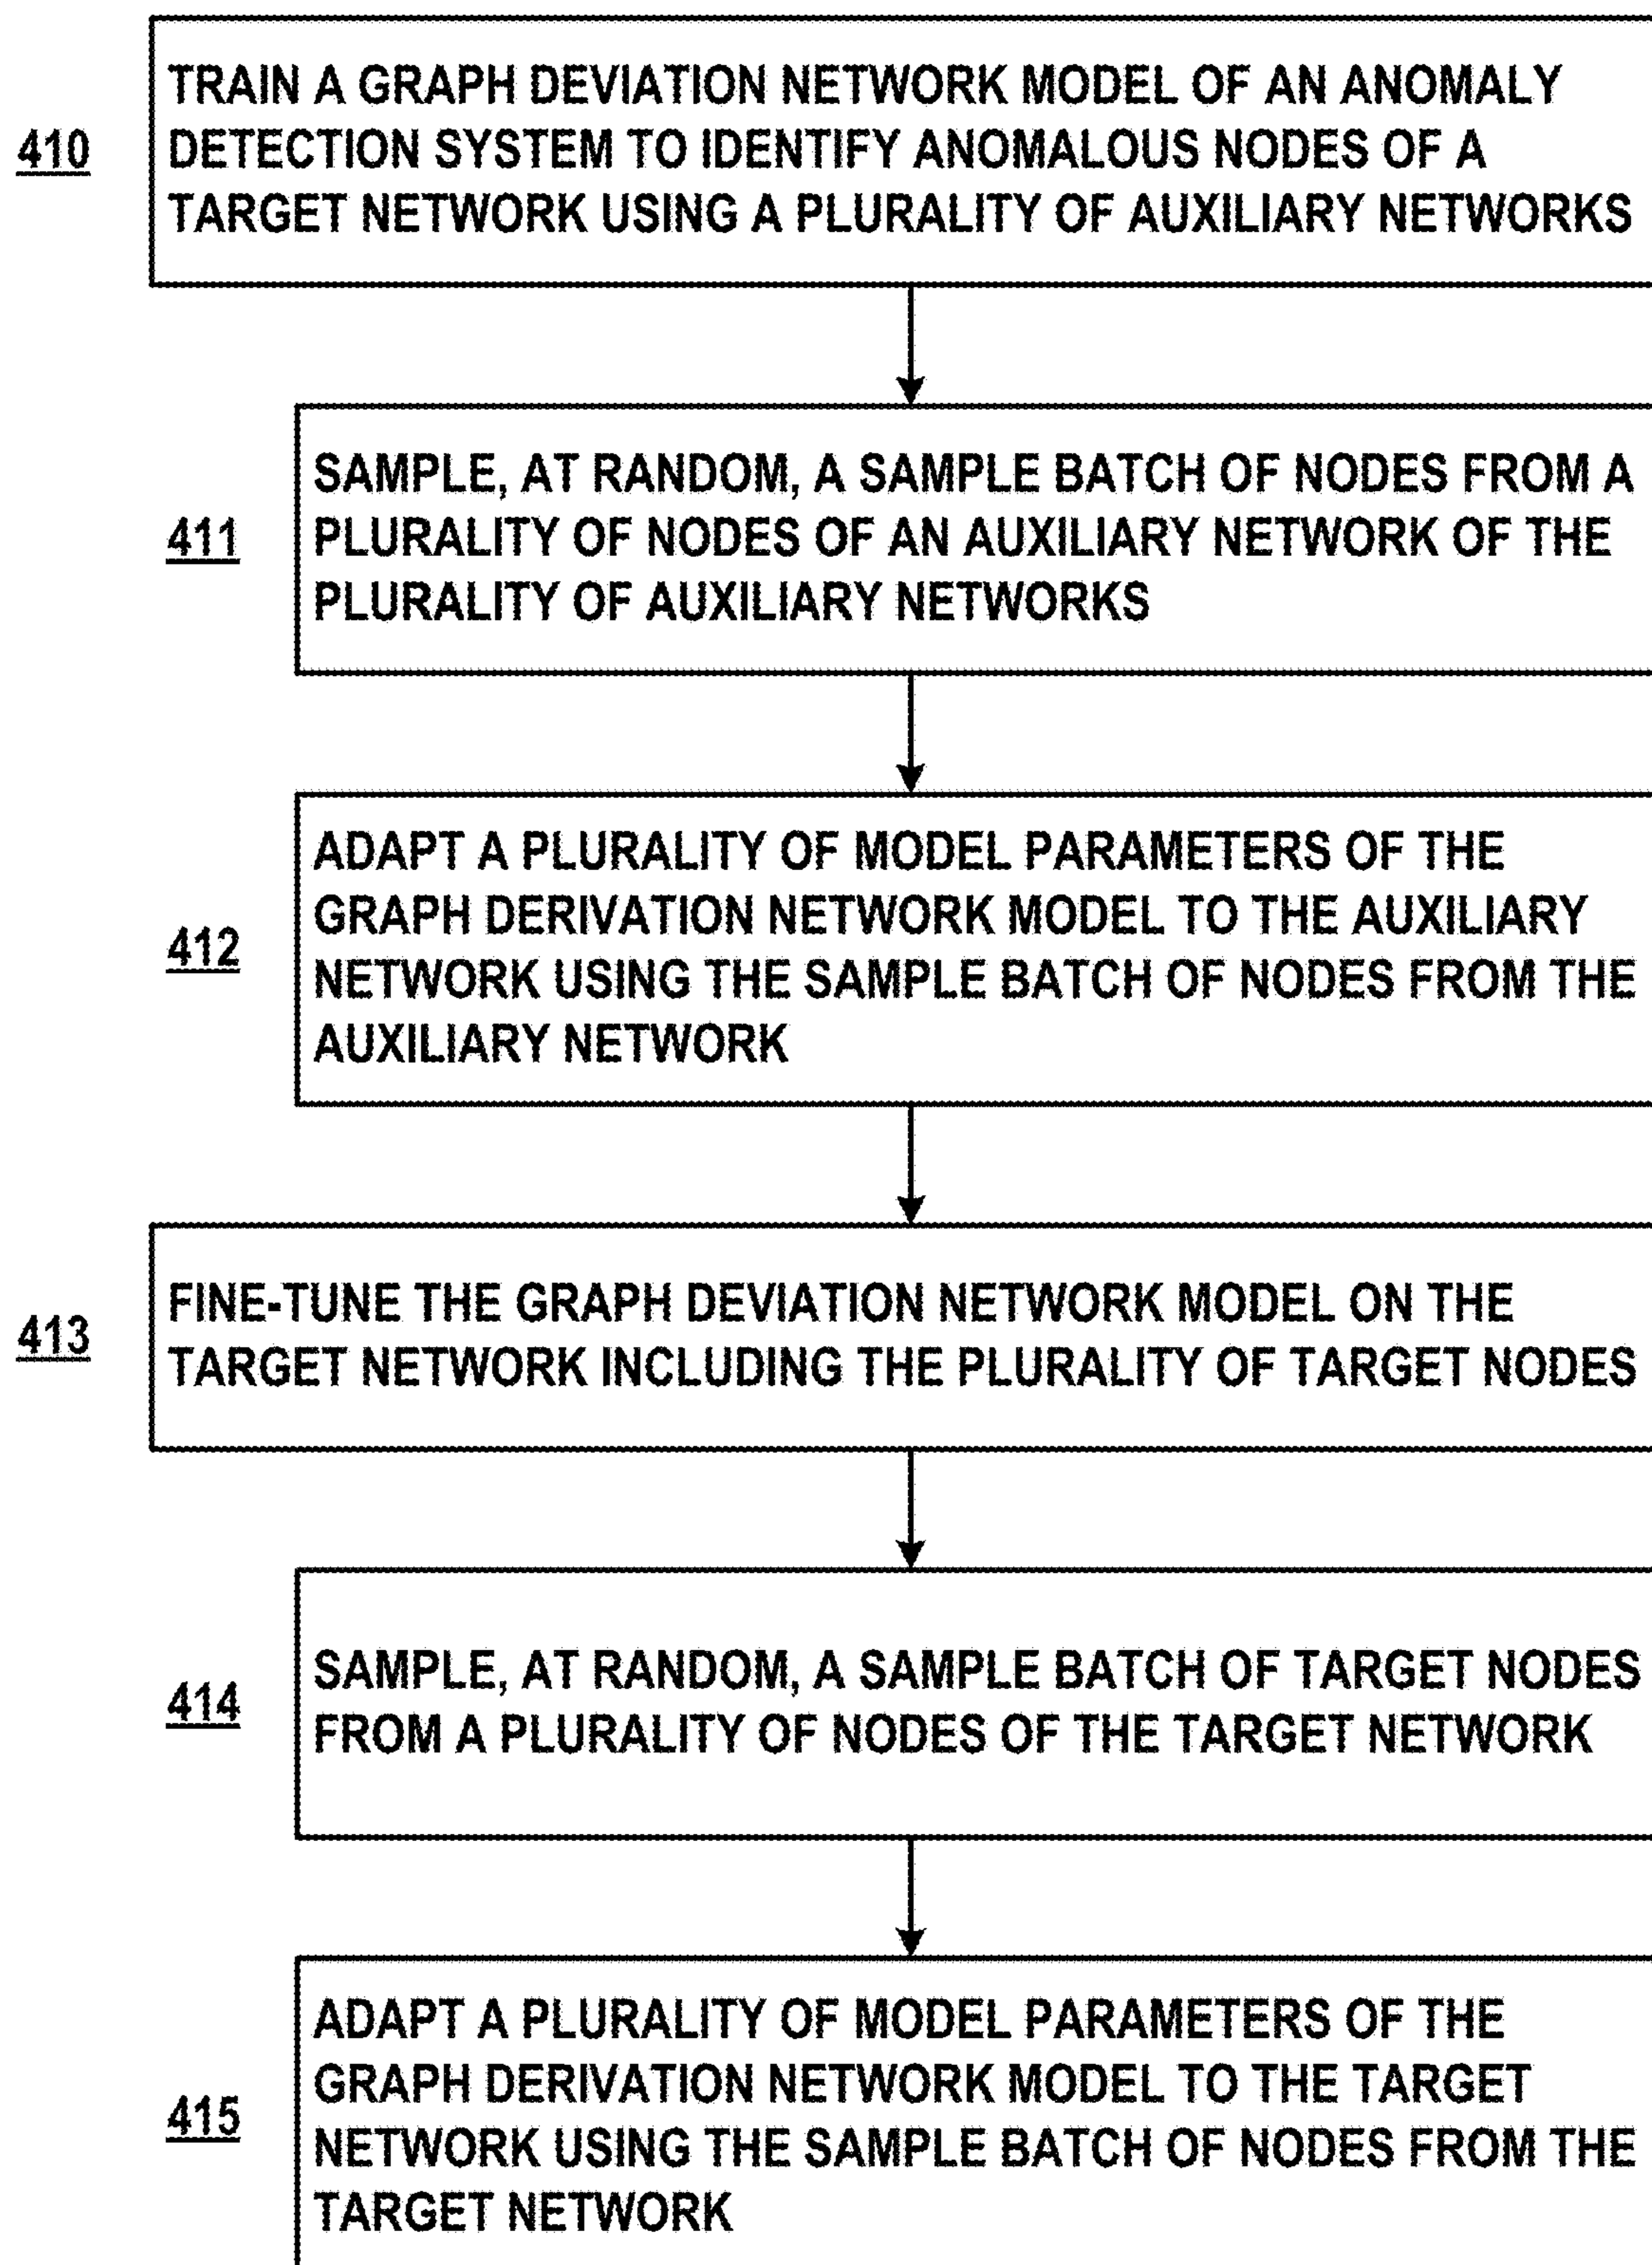 TRAIN A GRAPH DEVIATION NETWORK MODEL OF AN ANOMALY
410
DETECTION SYSTEM TO IDENTIFY ANOMALOUS NODES OF A
TARGET NETWORK USING A PLURALITY OF AUXILIARY NETWORKS
SAMPLE, AT RANDOM, A SAMPLE BATCH OF NODES FROM A
411
PLURALITY OF NODES OF AN AUXILIARY NETWORK OF THE
PLURALITY OF AUXILIARY NETWORKS
ADAPT A PLURALITY OF MODEL PARAMETERS OF THE
GRAPH DERIVATION NETWORK MODEL TO THE AUXILIARY
412
NETWORK USING THE SAMPLE BATCH OF NODES FROM THE
AUXILIARY NETWORK
FINE-TUNE THE GRAPH DEVIATION NETWORK MODEL ON THE
413
TARGET NETWORK INCLUDING THE PLURALITY OF TARGET NODES
SAMPLE, AT RANDOM, A SAMPLE BATCH OF TARGET NODES
414
FROM A PLURALITY OF NODES OF THE TARGET NETWORK
ADAPT A PLURALITY OF MODEL PARAMETERS OF THE
GRAPH DERIVATION NETWORK MODEL TO THE TARGET
415
NETWORK USING THE SAMPLE BATCH OF NODES FROM THE
TARGET NETWORK